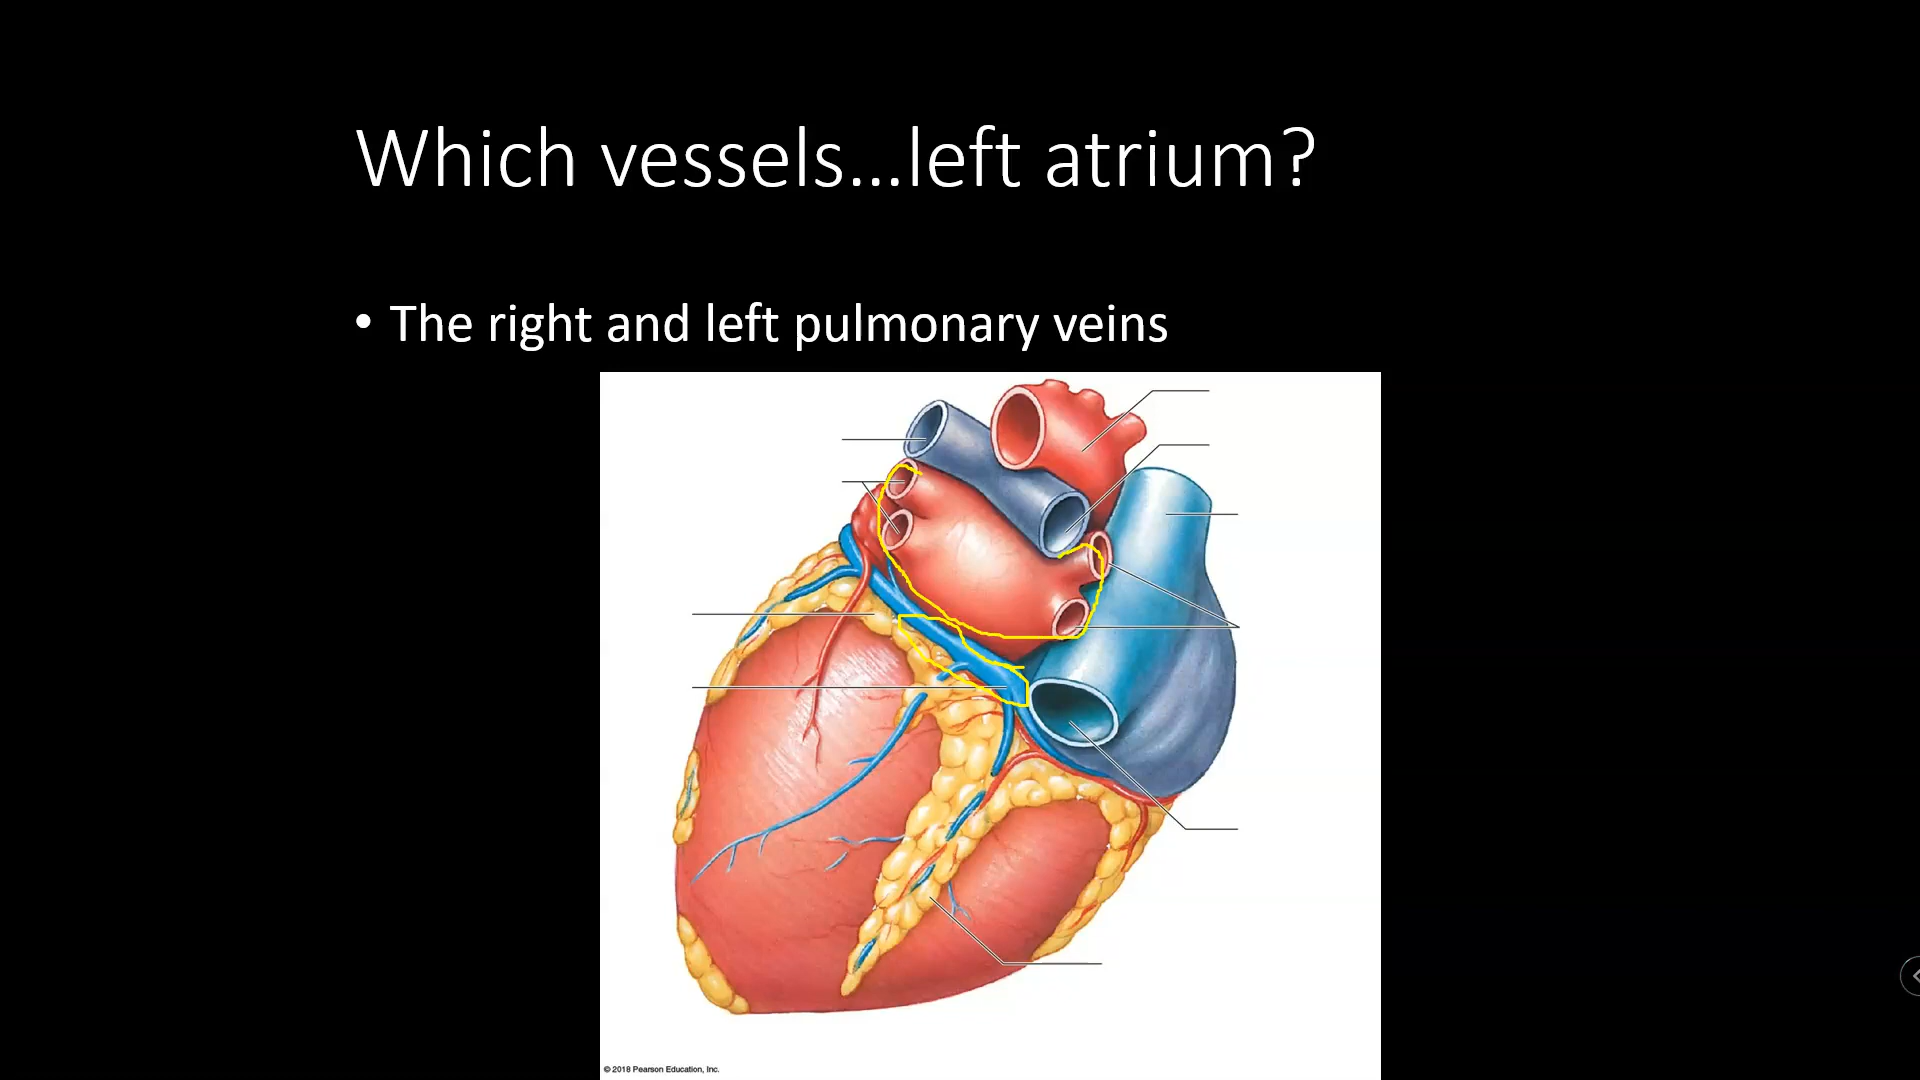 Which vessels...left atrium?
• The right and left pulmonary veins
© 2018 Pearson Education, Inc.